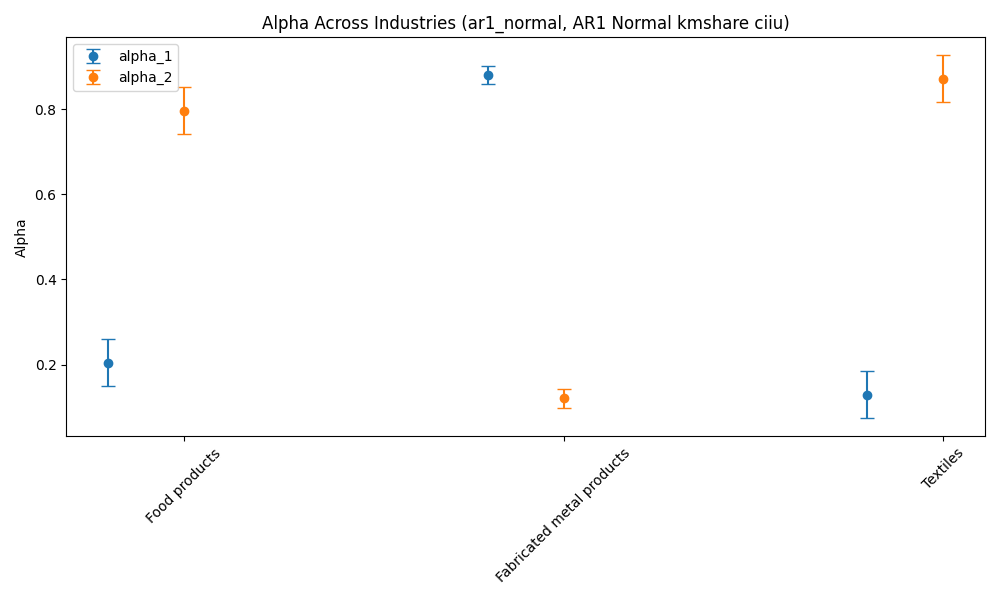 Alpha Across Industries (ar1_normal, AR1 Normal kmshare ciiu)
alpha_1
alpha_2
Alpha
0.8
0.6
0.4
0.2
Food products
Fabricated metal products
Textiles